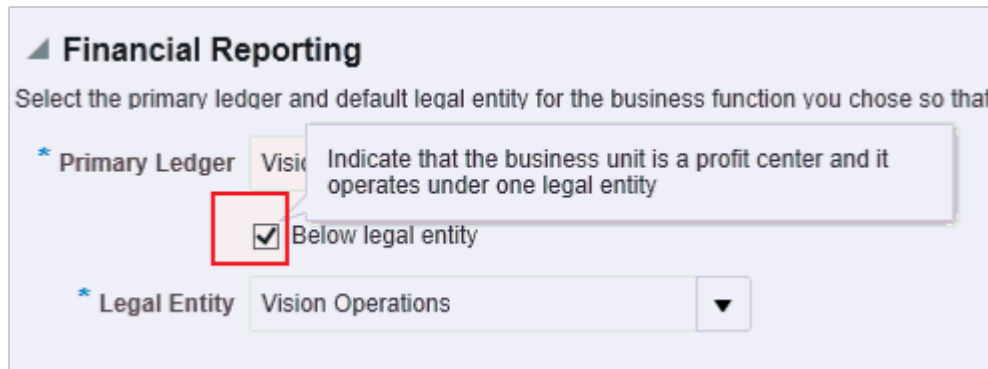 Financial Reporting
Select the primary ledger and default legal entity for the business function you chose so that
* Primary Ledger
Indicate that the business unit is a profit center and it
operates under one legal entity
Below legal entity
* Legal Entity Vision Operations